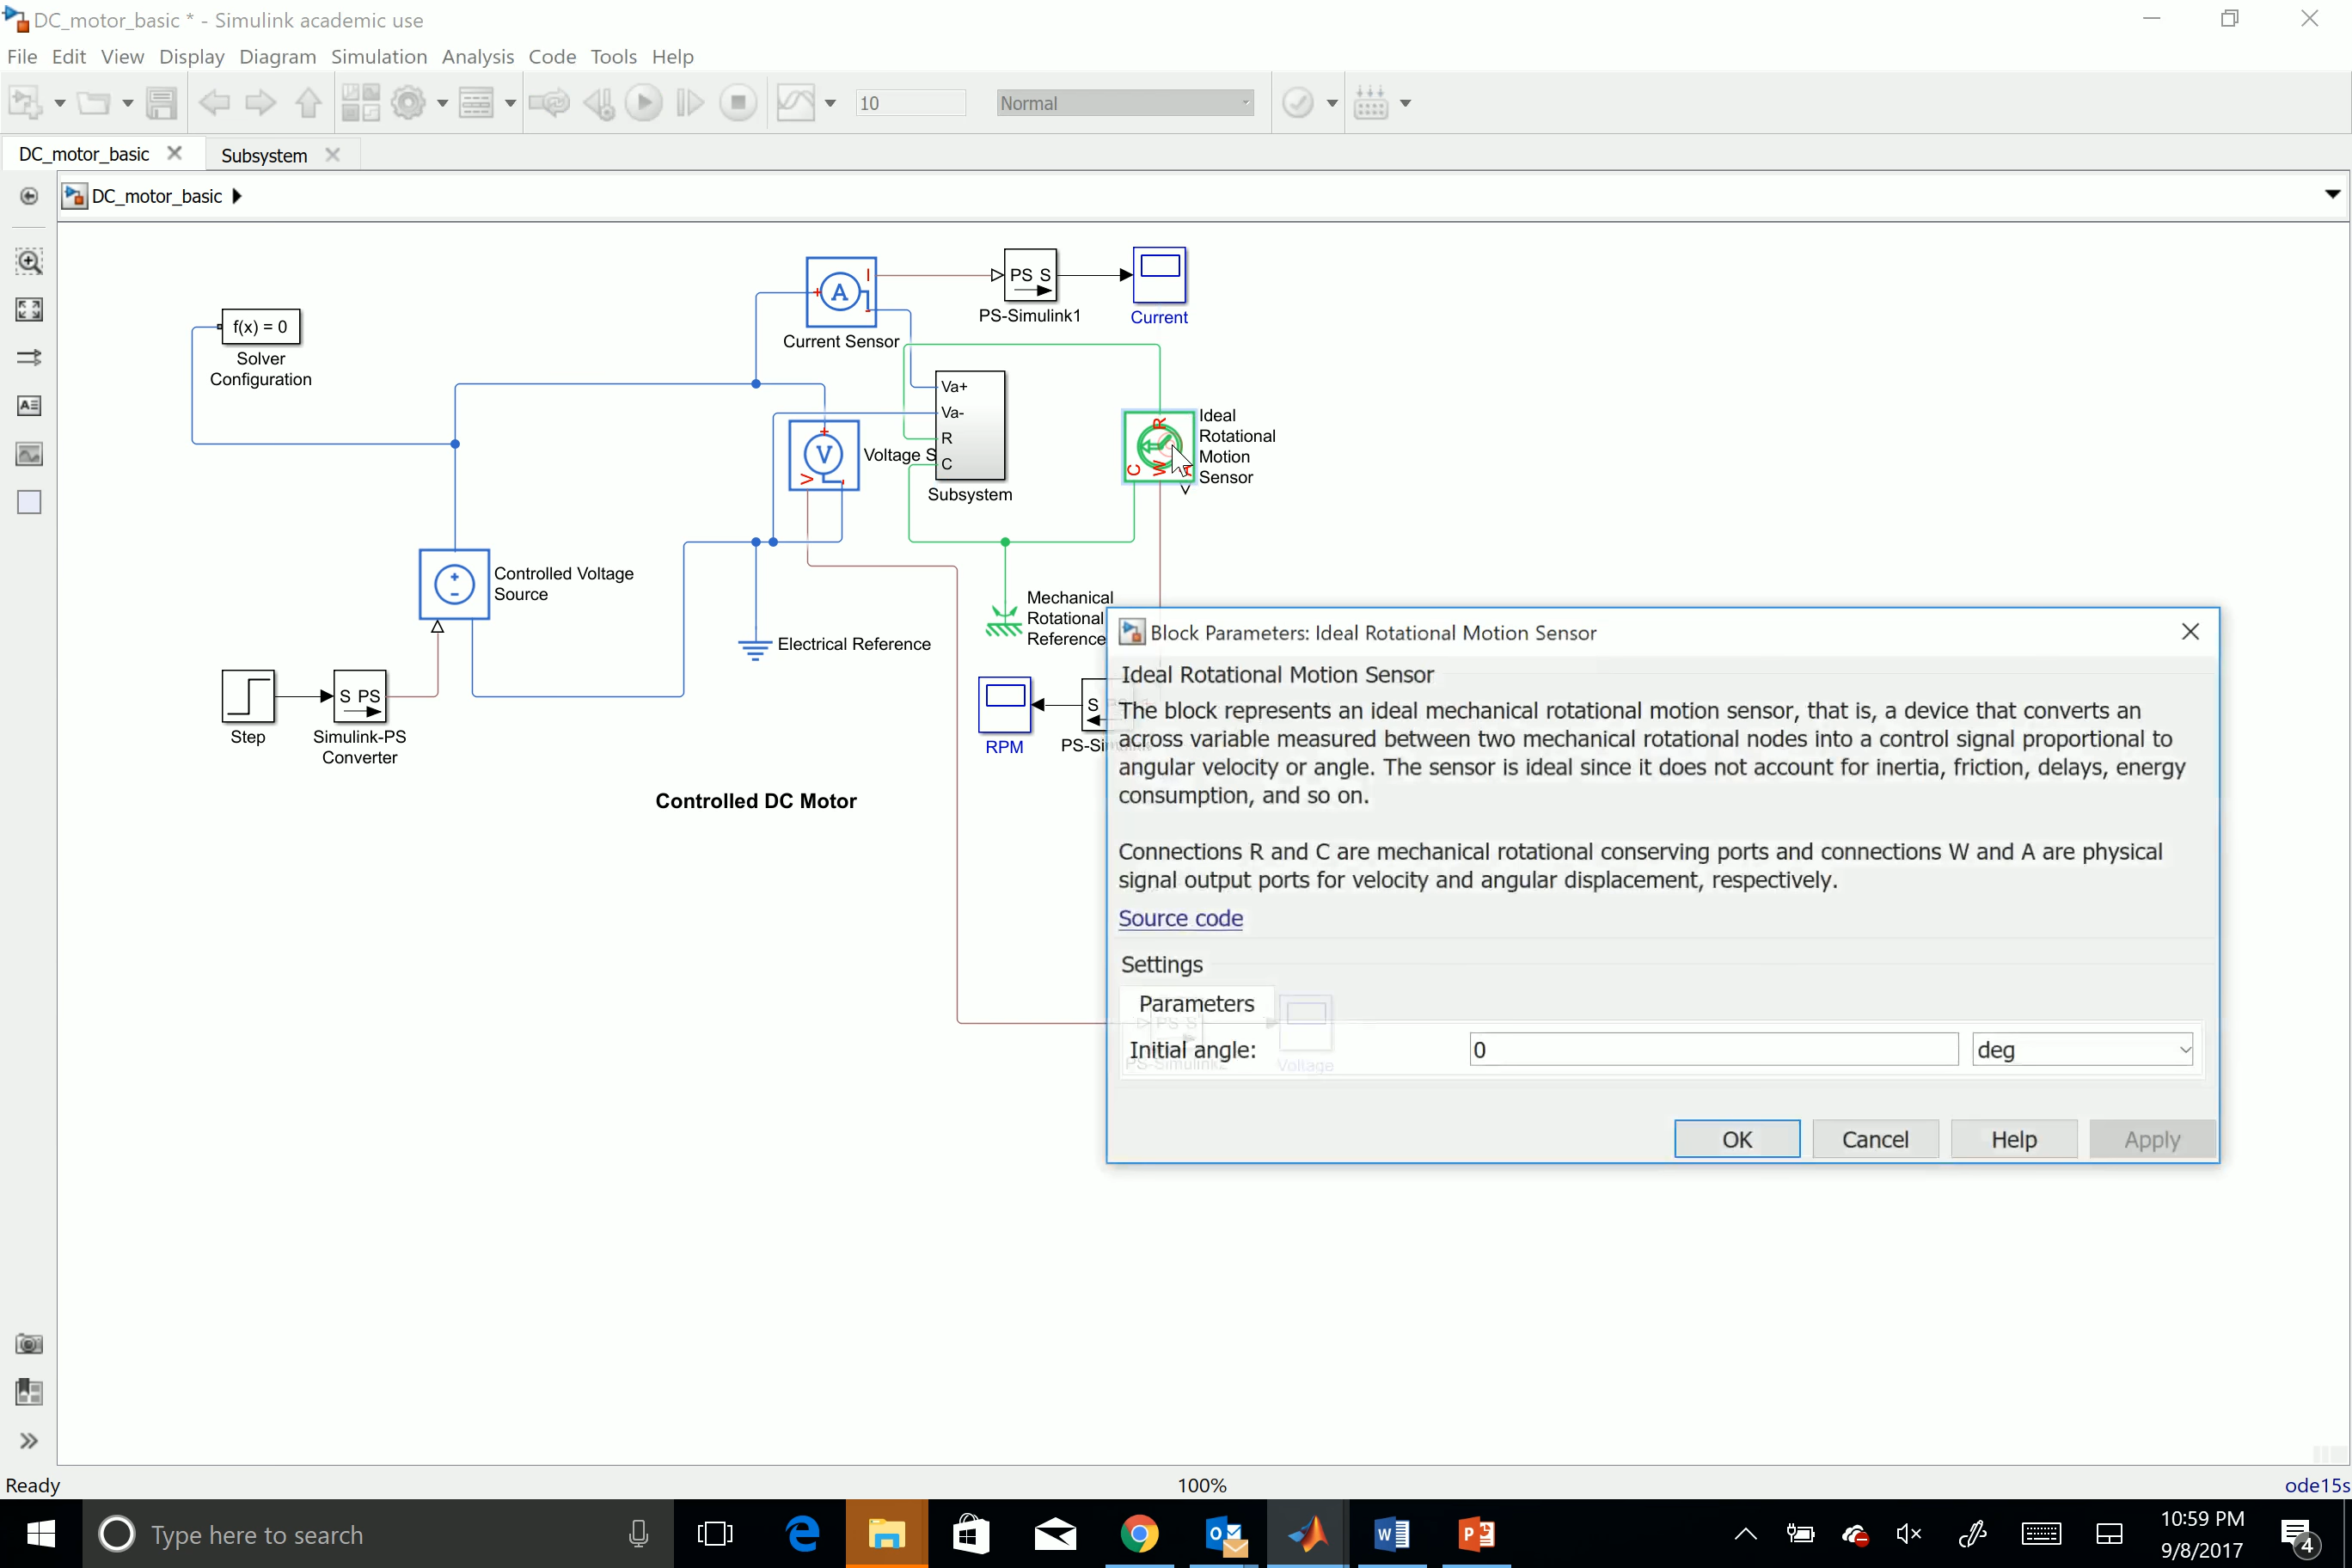 DC_motor_basic * - Simulink academic use
File Edit View Display Diagram Simulation Analysis Code Tools Help
10
Normal
DC_motor_basic
Subsystem
DC_motor_basic
f(x) = 0
Solver
Configuration
A
I
+
-
Current Sensor
PS S
PS-Simulink1
Current
Va+
Va-
R
C
Subsystem
V
+
V
-
Voltage S
R
C
W
A
Ideal
Rotational
Motion
Sensor
Controlled Voltage
Source
Electrical Reference
Mechanical
Rotational
Reference
Step
S PS
Simulink-PS
Converter
RPM
S
Controlled DC Motor
Block Parameters: Ideal Rotational Motion Sensor
Ideal Rotational Motion Sensor
The block represents an ideal mechanical rotational motion sensor, that is, a device that converts an
across variable measured between two mechanical rotational nodes into a control signal proportional to
angular velocity or angle. The sensor is ideal since it does not account for inertia, friction, delays, energy
consumption, and so on.
Connections R and C are mechanical rotational conserving ports and connections W and A are physical
signal output ports for velocity and angular displacement, respectively.
Source code
Settings
Parameters
PS S
Initial angle:
0
deg
PS-Simulink2
Voltage
OK
Cancel
Help
Apply
Ready
100%
ode15s
Type here to search
10:59 PM
9/8/2017
4